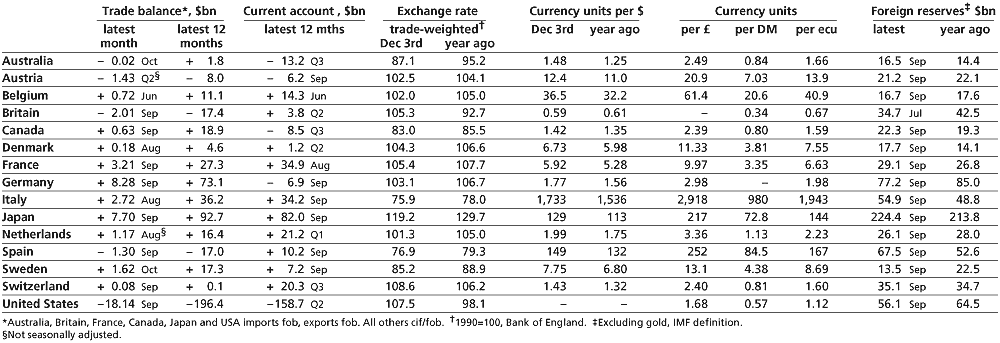 Trade balance*, $bn Current account , $bn Exchange rate Currency units per $ Currency units Foreign reserves‡ $bn
latest latest 12 latest 12 mths trade-weighted† Dec 3rd year ago per £ per DM per ecu latest year ago
month months Dec 3rd year ago
Australia − 0.02 Oct + 1.8 − 13.2 Q3 87.1 95.2 1.48 1.25 2.49 0.84 1.66 16.5 Sep 14.4
Austria − 1.43 Q2§ − 8.0 − 6.2 Sep 102.5 104.1 12.4 11.0 20.9 7.03 13.9 21.2 Sep 22.1
Belgium + 0.72 Jun + 11.1 + 14.3 Jun 102.0 105.0 36.5 32.2 61.4 20.6 40.9 16.7 Sep 17.6
Britain − 2.01 Sep − 17.4 + 3.8 Q2 105.3 92.7 0.59 0.61 − 0.34 0.67 34.7 Jul 42.5
Canada + 0.63 Sep + 18.9 − 8.5 Q3 83.0 85.5 1.42 1.35 2.39 0.80 1.59 22.3 Sep 19.3
Denmark + 0.18 Aug + 4.6 + 1.2 Q2 104.3 106.6 6.73 5.98 11.33 3.81 7.55 17.7 Sep 14.1
France + 3.21 Sep + 27.3 + 34.9 Aug 105.4 107.7 5.92 5.28 9.97 3.35 6.63 29.1 Sep 26.8
Germany + 8.28 Sep + 73.1 − 6.9 Sep 103.1 106.7 1.77 1.56 2.98 – 1.98 77.2 Sep 85.0
Italy + 2.72 Aug + 36.2 + 34.2 Sep 75.9 78.0 1,733 1,536 2,918 980 1,943 54.9 Sep 48.8
Japan + 7.70 Sep + 92.7 + 82.0 Sep 119.2 129.7 129 113 217 72.8 144 224.4 Sep 213.8
Netherlands + 1.17 Aug§ + 16.4 + 21.2 Q1 101.3 105.0 1.99 1.75 3.36 1.13 2.23 26.1 Sep 28.0
Spain − 1.30 Sep − 17.0 + 10.2 Sep 76.9 79.3 149 132 252 84.5 167 67.5 Sep 52.6
Sweden + 1.62 Oct + 17.3 + 7.2 Sep 85.2 88.9 7.75 6.80 13.1 4.38 8.69 13.5 Sep 22.5
Switzerland + 0.08 Sep + 0.1 + 20.3 Q3 108.6 106.2 1.43 1.32 2.40 0.81 1.60 35.1 Sep 34.7
United States −18.14 Sep −196.4 −158.7 Q2 107.5 98.1 – – 1.68 0.57 1.12 56.1 Sep 64.5
*Australia, Britain, France, Canada, Japan and USA Imports fob, exports fob. All others cif/fob. †1990=100, Bank of England. ‡Excluding gold, IMF definition.
§Not seasonally adjusted.